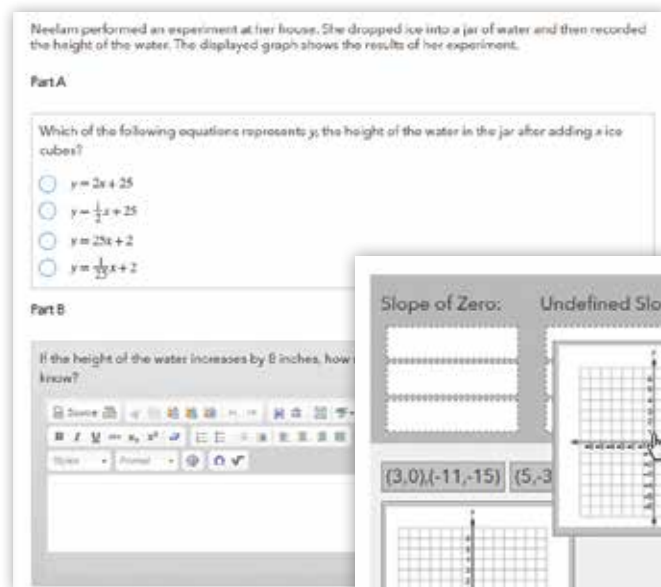 Neelam performed an experiment at her house. She dropped ice into a jar of water and then recorded
the height of the water. The displayed graph shows the results of her experiment.
Part A
Which of the following equations represents y, the height of the water in the jar after adding x ice
cubes?
y = 2x + 25
y = 1/2 x + 25
y = 25x + 2
y = 1/25 x + 2
Part B
If the height of the water increases by 8 inches, how
know?
Source
B I U
Styles
Format
Slope of Zero:
Undefined Slo
(3,0),(-11,-15)
(5,-3